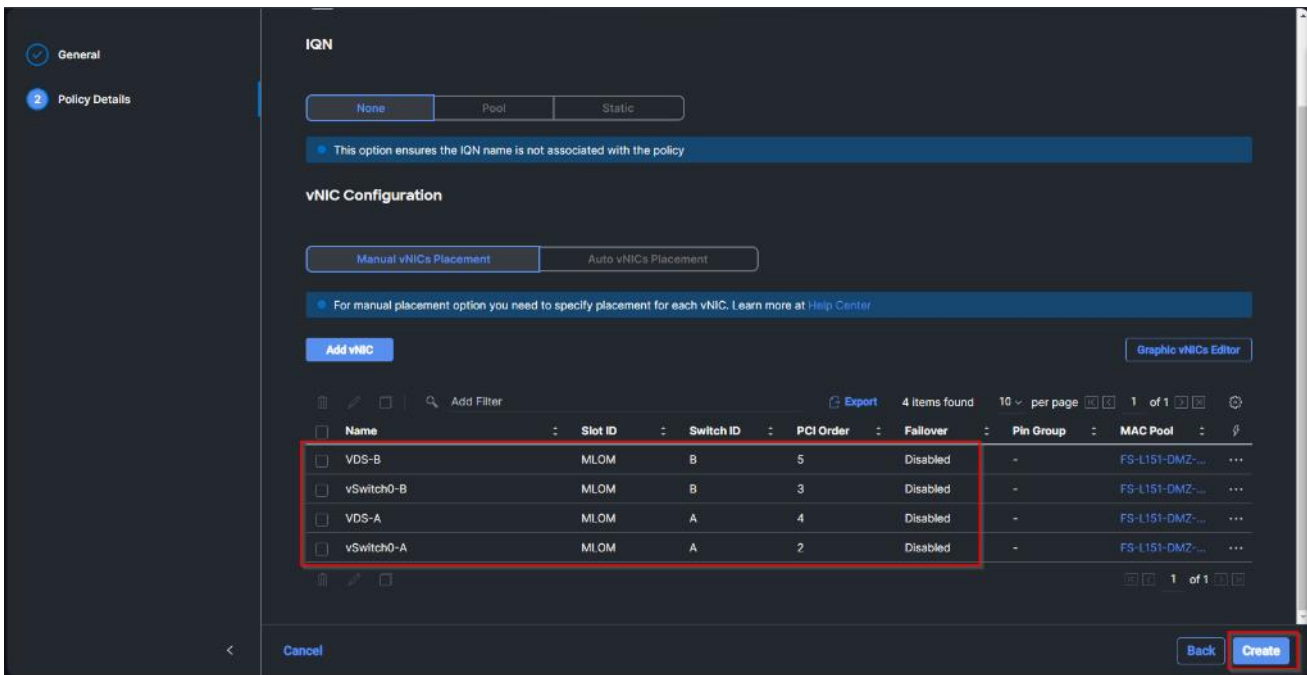 General
2 Policy Details
IQN
None Pool Static
This option ensures the IQN name is not associated with the policy
vNIC Configuration
Manual vNICs Placement Auto vNICs Placement
For manual placement option you need to specify placement for each vNIC. Learn more at Help Center
Add vNIC Graphic vNICs Editor
Add Filter Export 4 items found 10 per page 1 of 1
Name Slot ID Switch ID PCI Order Failover Pin Group MAC Pool
VDS-B MLOM B 5 Disabled - FS-L151-DMZ-... ...
vSwitch0-B MLOM B 3 Disabled - FS-L151-DMZ-... ...
VDS-A MLOM A 4 Disabled - FS-L151-DMZ-... ...
vSwitch0-A MLOM A 2 Disabled - FS-L151-DMZ-... ...
1 of 1
Cancel Back Create